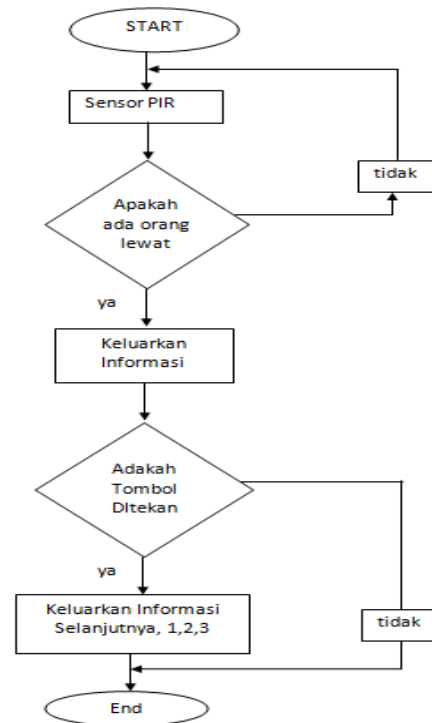 START
Sensor PIR
tidak
Apakah
ada orang
lewat
ya
Keluarkan
Informasi
Adakah
Tombol
DItekan
ya
Keluarkan Informasi
Selanjutnya, 1,2,3
tidak
End